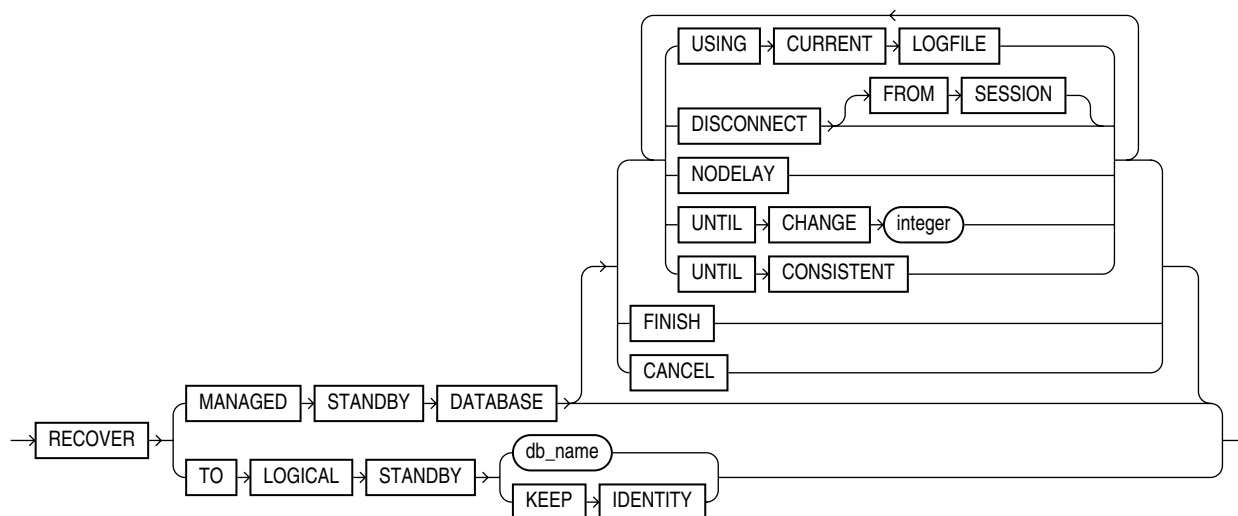 USING CURRENT LOGFILE
FROM SESSION
DISCONNECT
NODELAY
UNTIL CHANGE integer
UNTIL CONSISTENT
FINISH
CANCEL
MANAGED STANDBY DATABASE
RECOVER
TO LOGICAL STANDBY
db_name
KEEP IDENTITY